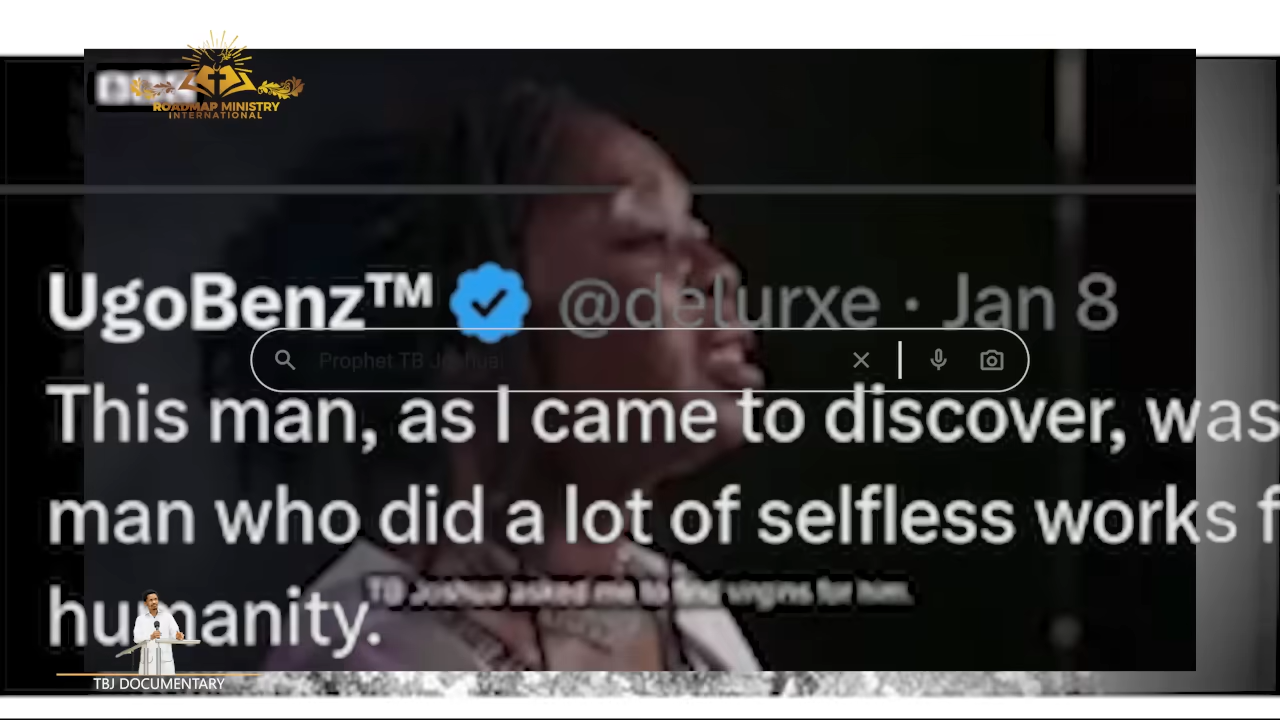 ROADMAP MINISTRY
INTERNATIONAL
UgoBenz™ @delurxe · Jan 8
Prophet TB Joshua
This man, as I came to discover, was
man who did a lot of selfless works f
humanity.
TB Joshua asked me to find virgins for him.
TBJ DOCUMENTARY